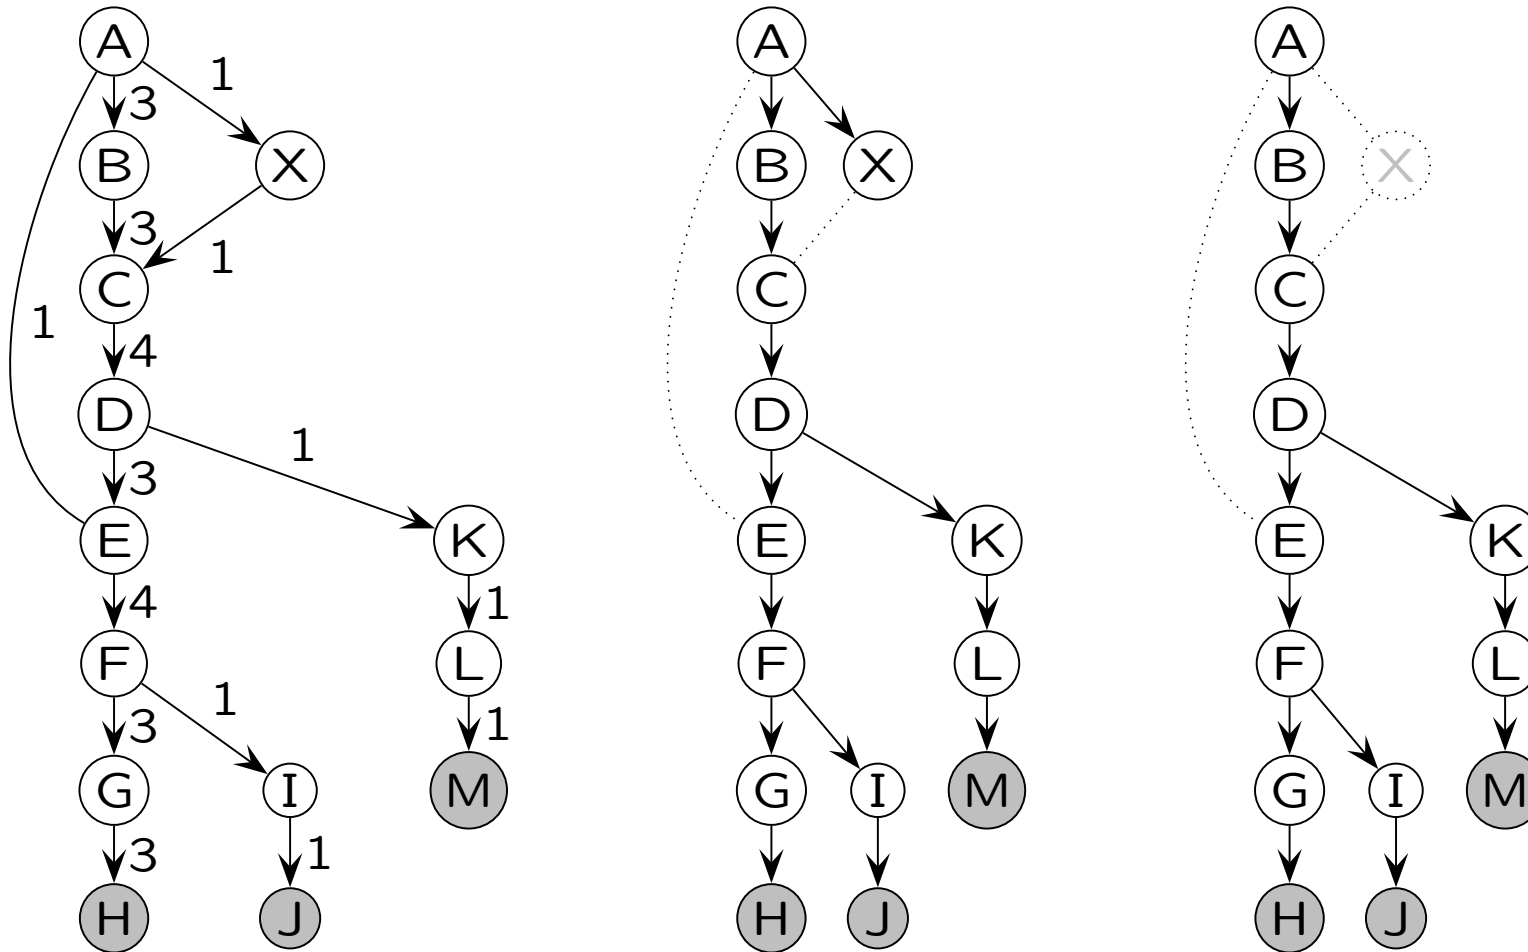 A A A
1
3
B X B X B X
3
1
C C C
1
4
D D D
1
3
E K E K E K
4 1
F L F L F L
1
3 1
G I M G I M G I M
3 1
H J H J H J